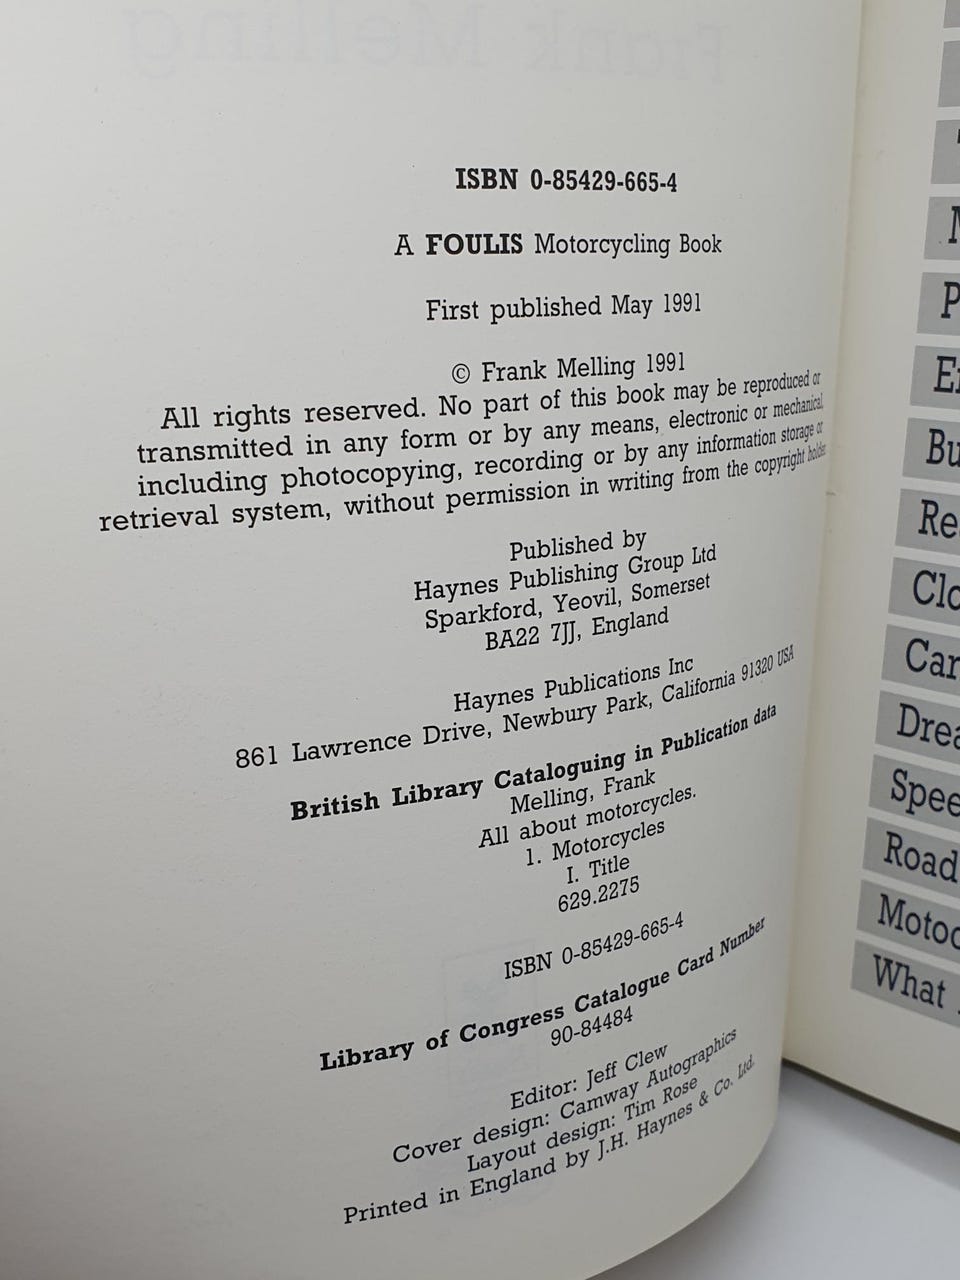 ISBN 0-85429-665-4
A FOULIS Motorcycling Book
First published May 1991
© Frank Melling 1991
All rights reserved. No part of this book may be reproduced or
transmitted in any form or by any means, electronic or mechanical,
including photocopying, recording or by any information storage or
retrieval system, without permission in writing from the copyright holder.
Published by
Haynes Publishing Group Ltd
Sparkford, Yeovil, Somerset
BA22 7JJ, England
Haynes Publications Inc
861 Lawrence Drive, Newbury Park, California 91320 USA
British Library Cataloguing in Publication data
Melling, Frank
All about motorcycles.
1. Motorcycles
I. Title
629.2275
ISBN 0-85429-665-4
Library of Congress Catalogue Card Number
90-84484
Editor: Jeff Clew
Cover design: Camway Autographics
Layout design: Tim Rose
Printed in England by J.H. Haynes & Co. Ltd.
Frank Melling
Bu
Re
Clo
Car
Drea
Spee
Road
Motoc
What